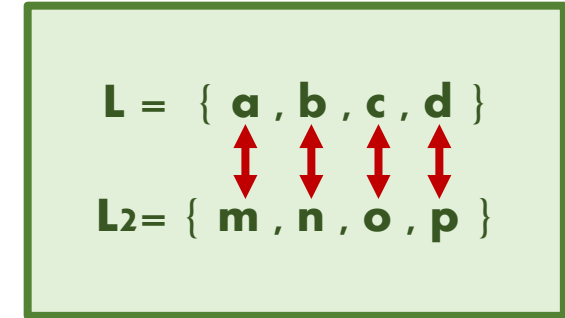 L = { a , b , c , d }
L2= { m , n , o , p }